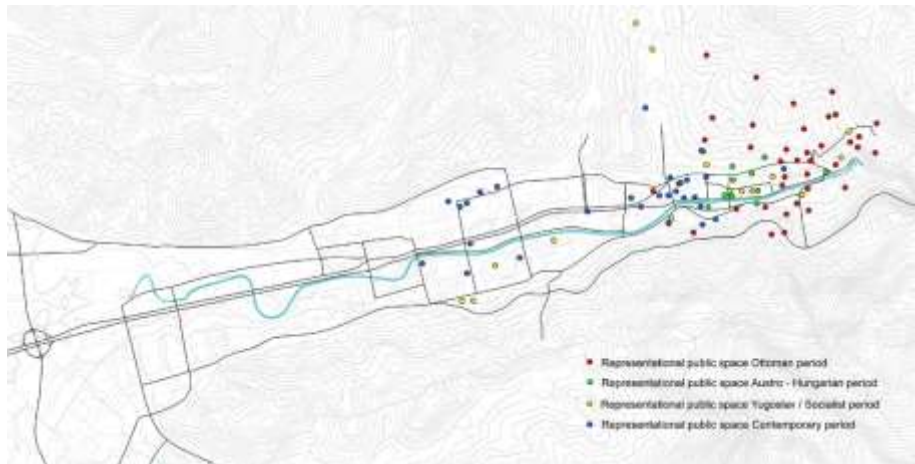 Representational public space Ottoman period
Representational public space Austro - Hungarian period
Representational public space Yugoslav / Socialist period
Representational public space Contemporary period